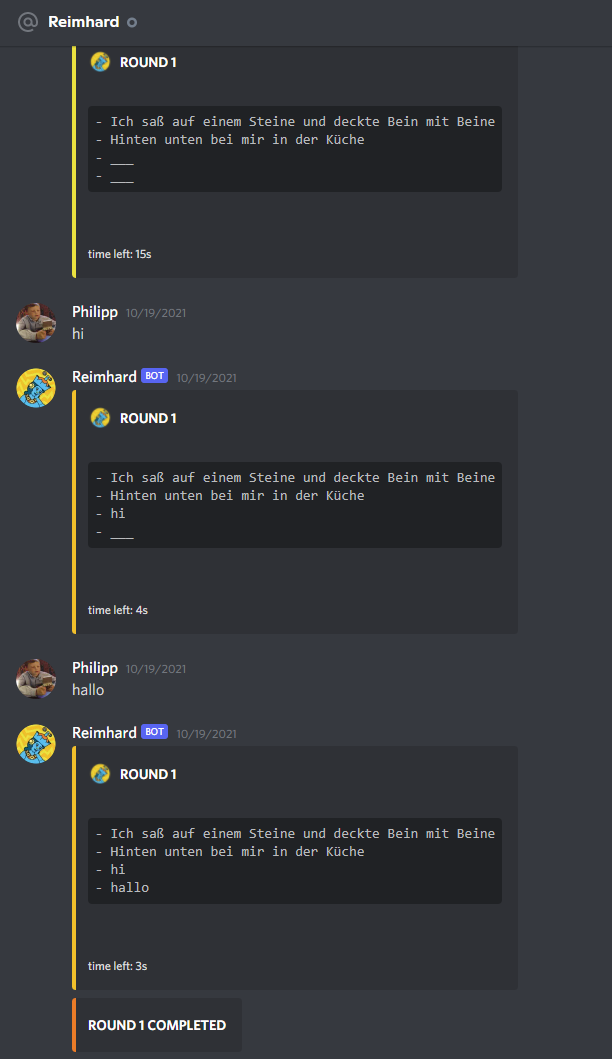 @ Reimhard
ROUND 1
- Ich saß auf einem Steine und deckte Bein mit Beine
- Hinten unten bei mir in der Küche
- ___
- ___
time left: 15s
Philipp 10/19/2021
hi
Reimhard BOT 10/19/2021
ROUND 1
- Ich saß auf einem Steine und deckte Bein mit Beine
- Hinten unten bei mir in der Küche
- hi
- ___
time left: 4s
Philipp 10/19/2021
hallo
Reimhard BOT 10/19/2021
ROUND 1
- Ich saß auf einem Steine und deckte Bein mit Beine
- Hinten unten bei mir in der Küche
- hi
- hallo
time left: 3s
ROUND 1 COMPLETED